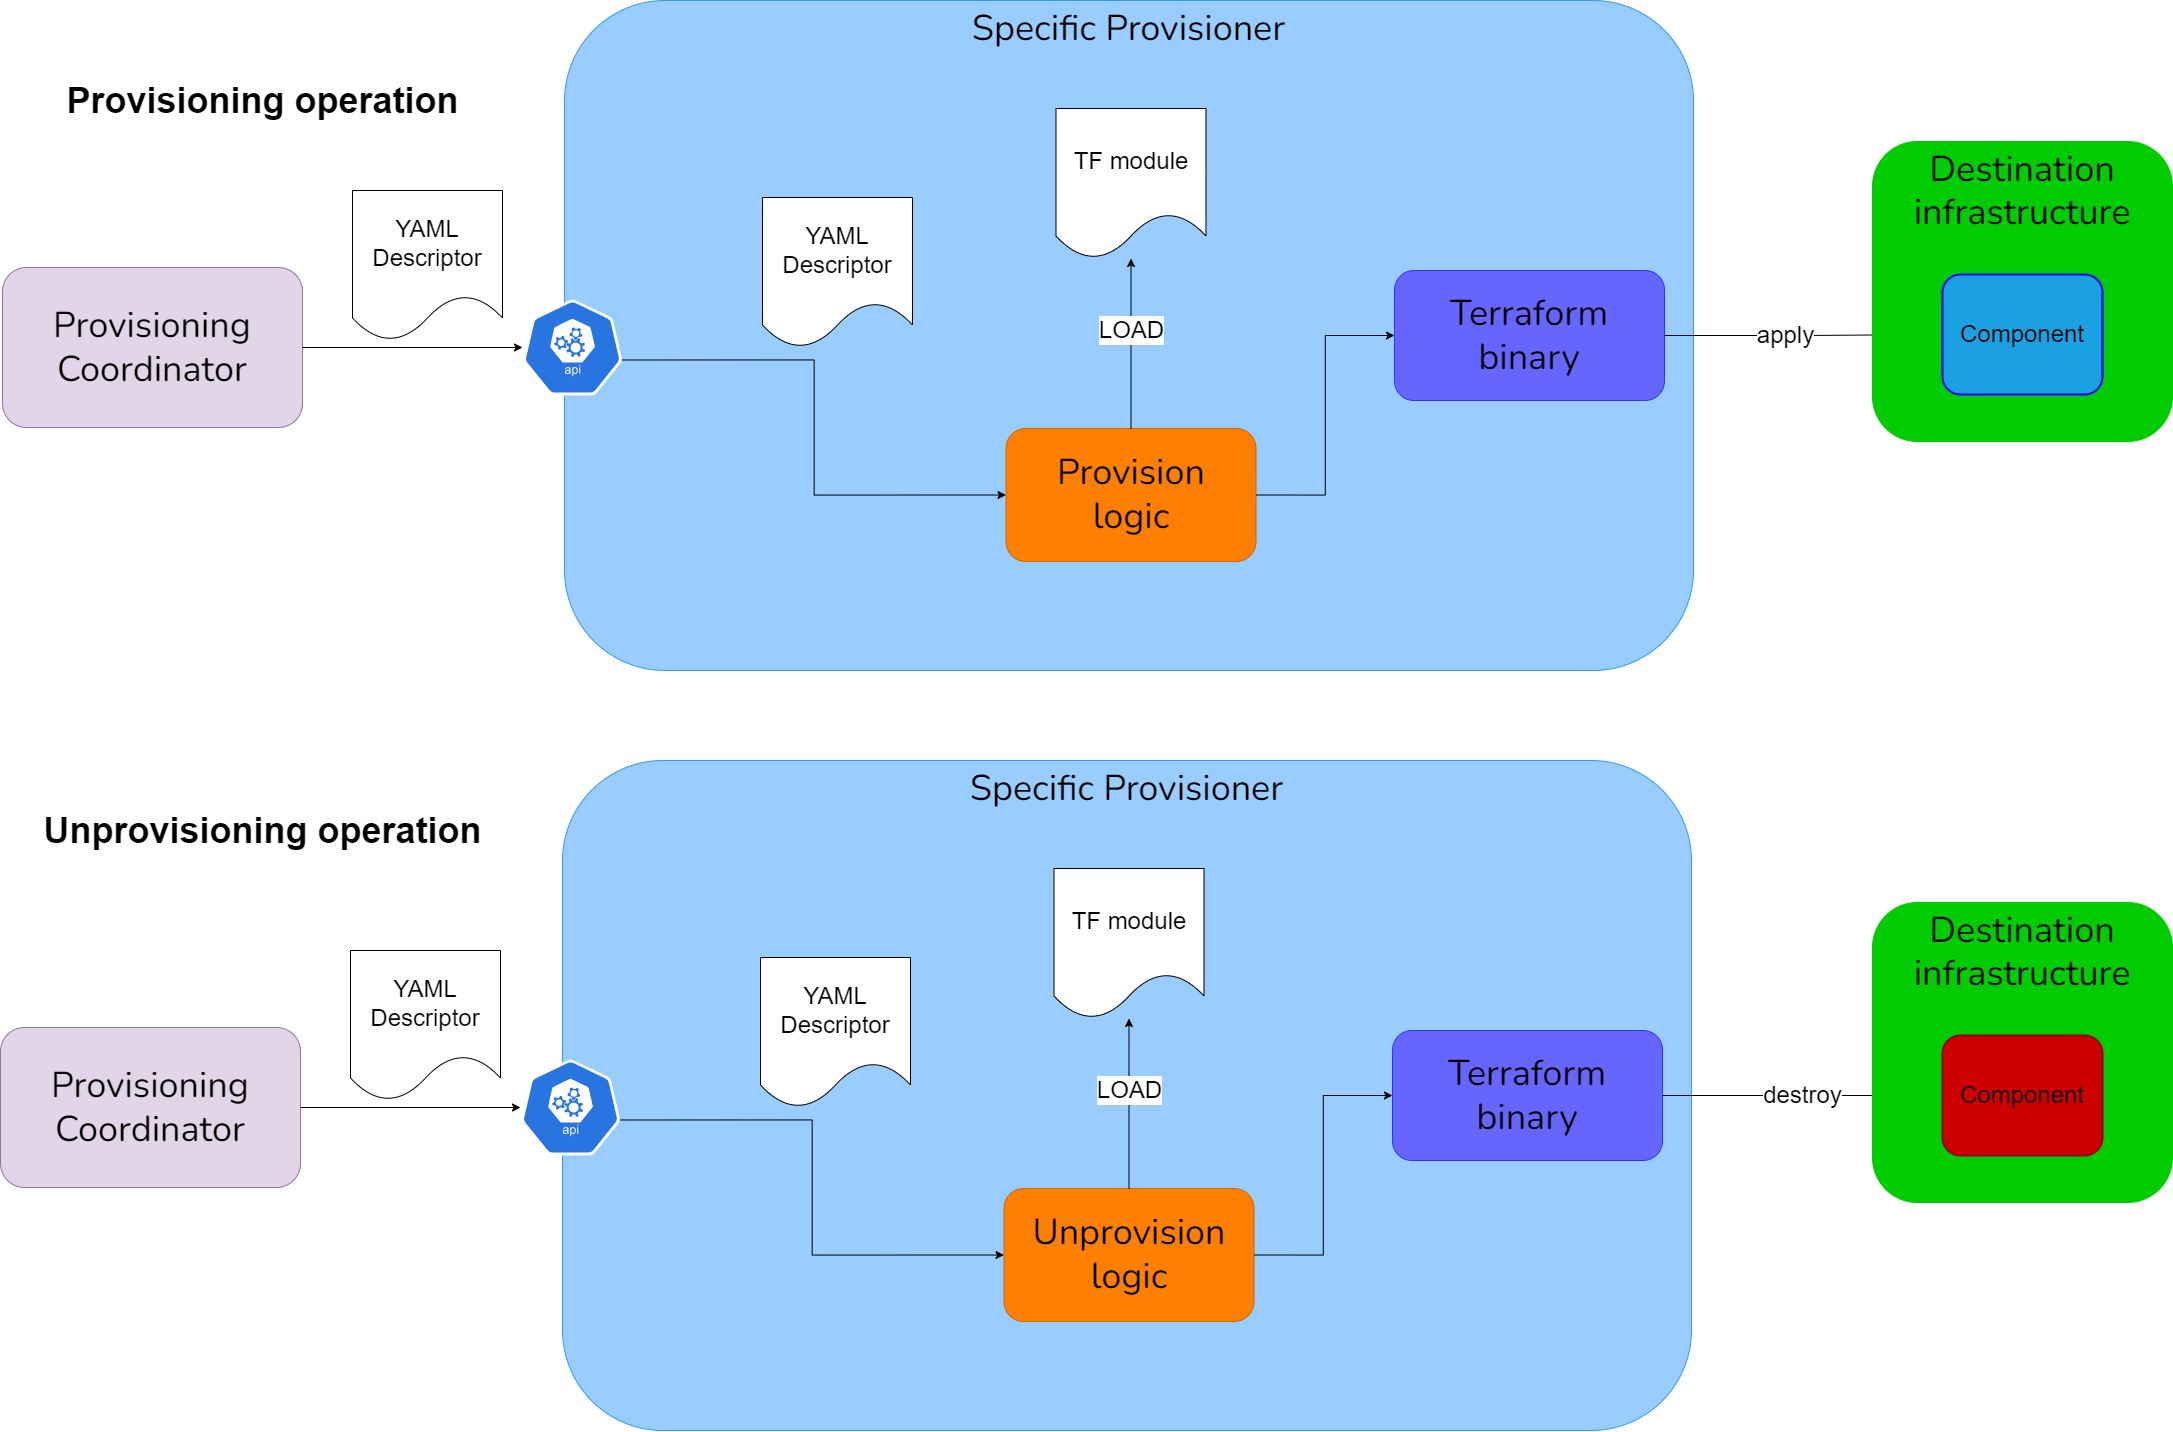 Specific Provisioner
Provisioning operation
TF module
YAML
Descriptor
YAML
Descriptor
Destination
infrastructure
Provisioning
Coordinator
api
LOAD
Terraform
binary
apply
Component
Provision
logic
Specific Provisioner
Unprovisioning operation
TF module
YAML
Descriptor
YAML
Descriptor
Destination
infrastructure
Provisioning
Coordinator
api
LOAD
Terraform
binary
destroy
Component
Unprovision
logic